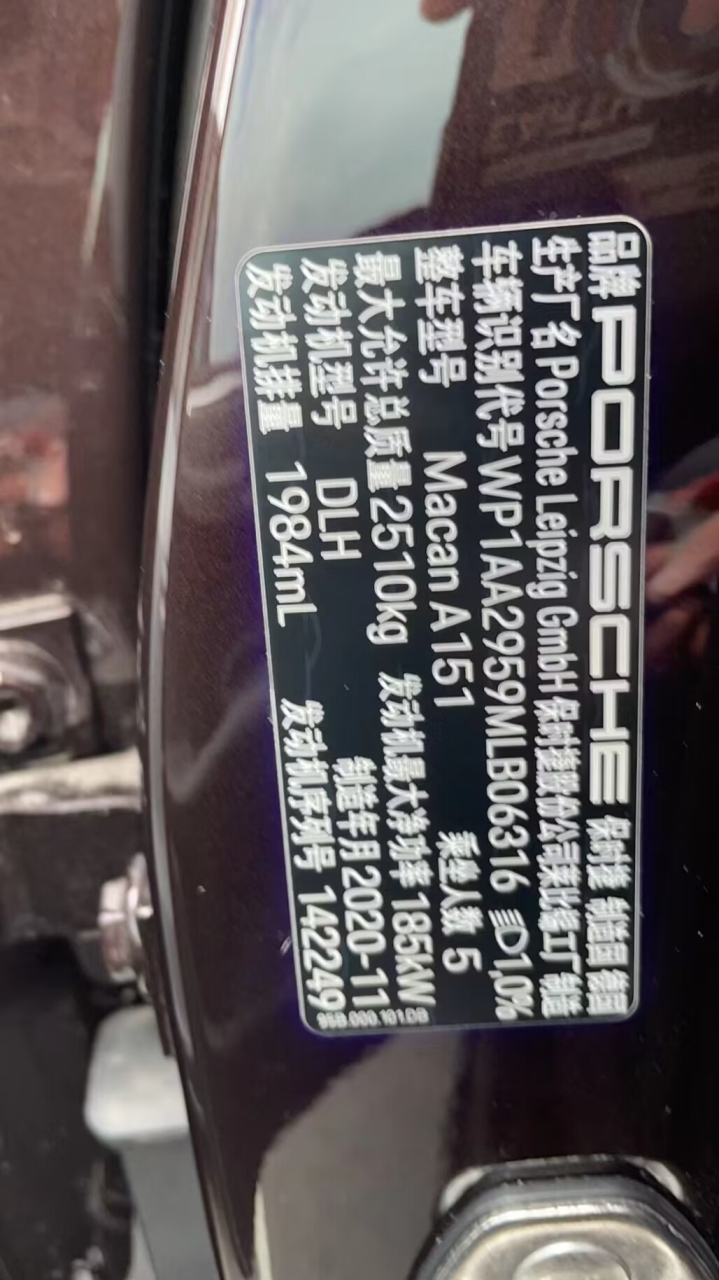 品牌 PORSCHE 保时捷 制造国 德国
生产厂名 Porsche Leipzig GmbH 保时捷股份公司莱比锡工厂制造
车辆识别代号 WP1AA2959MLB06316 1,0%
整车型号 Macan A151 乘坐人数 5
最大允许总质量 2510kg 发动机最大净功率 185kW
发动机型号 DLH 制造年月 2020-11
发动机排量 1984mL 发动机序列号 142249
95B.000.101.DB